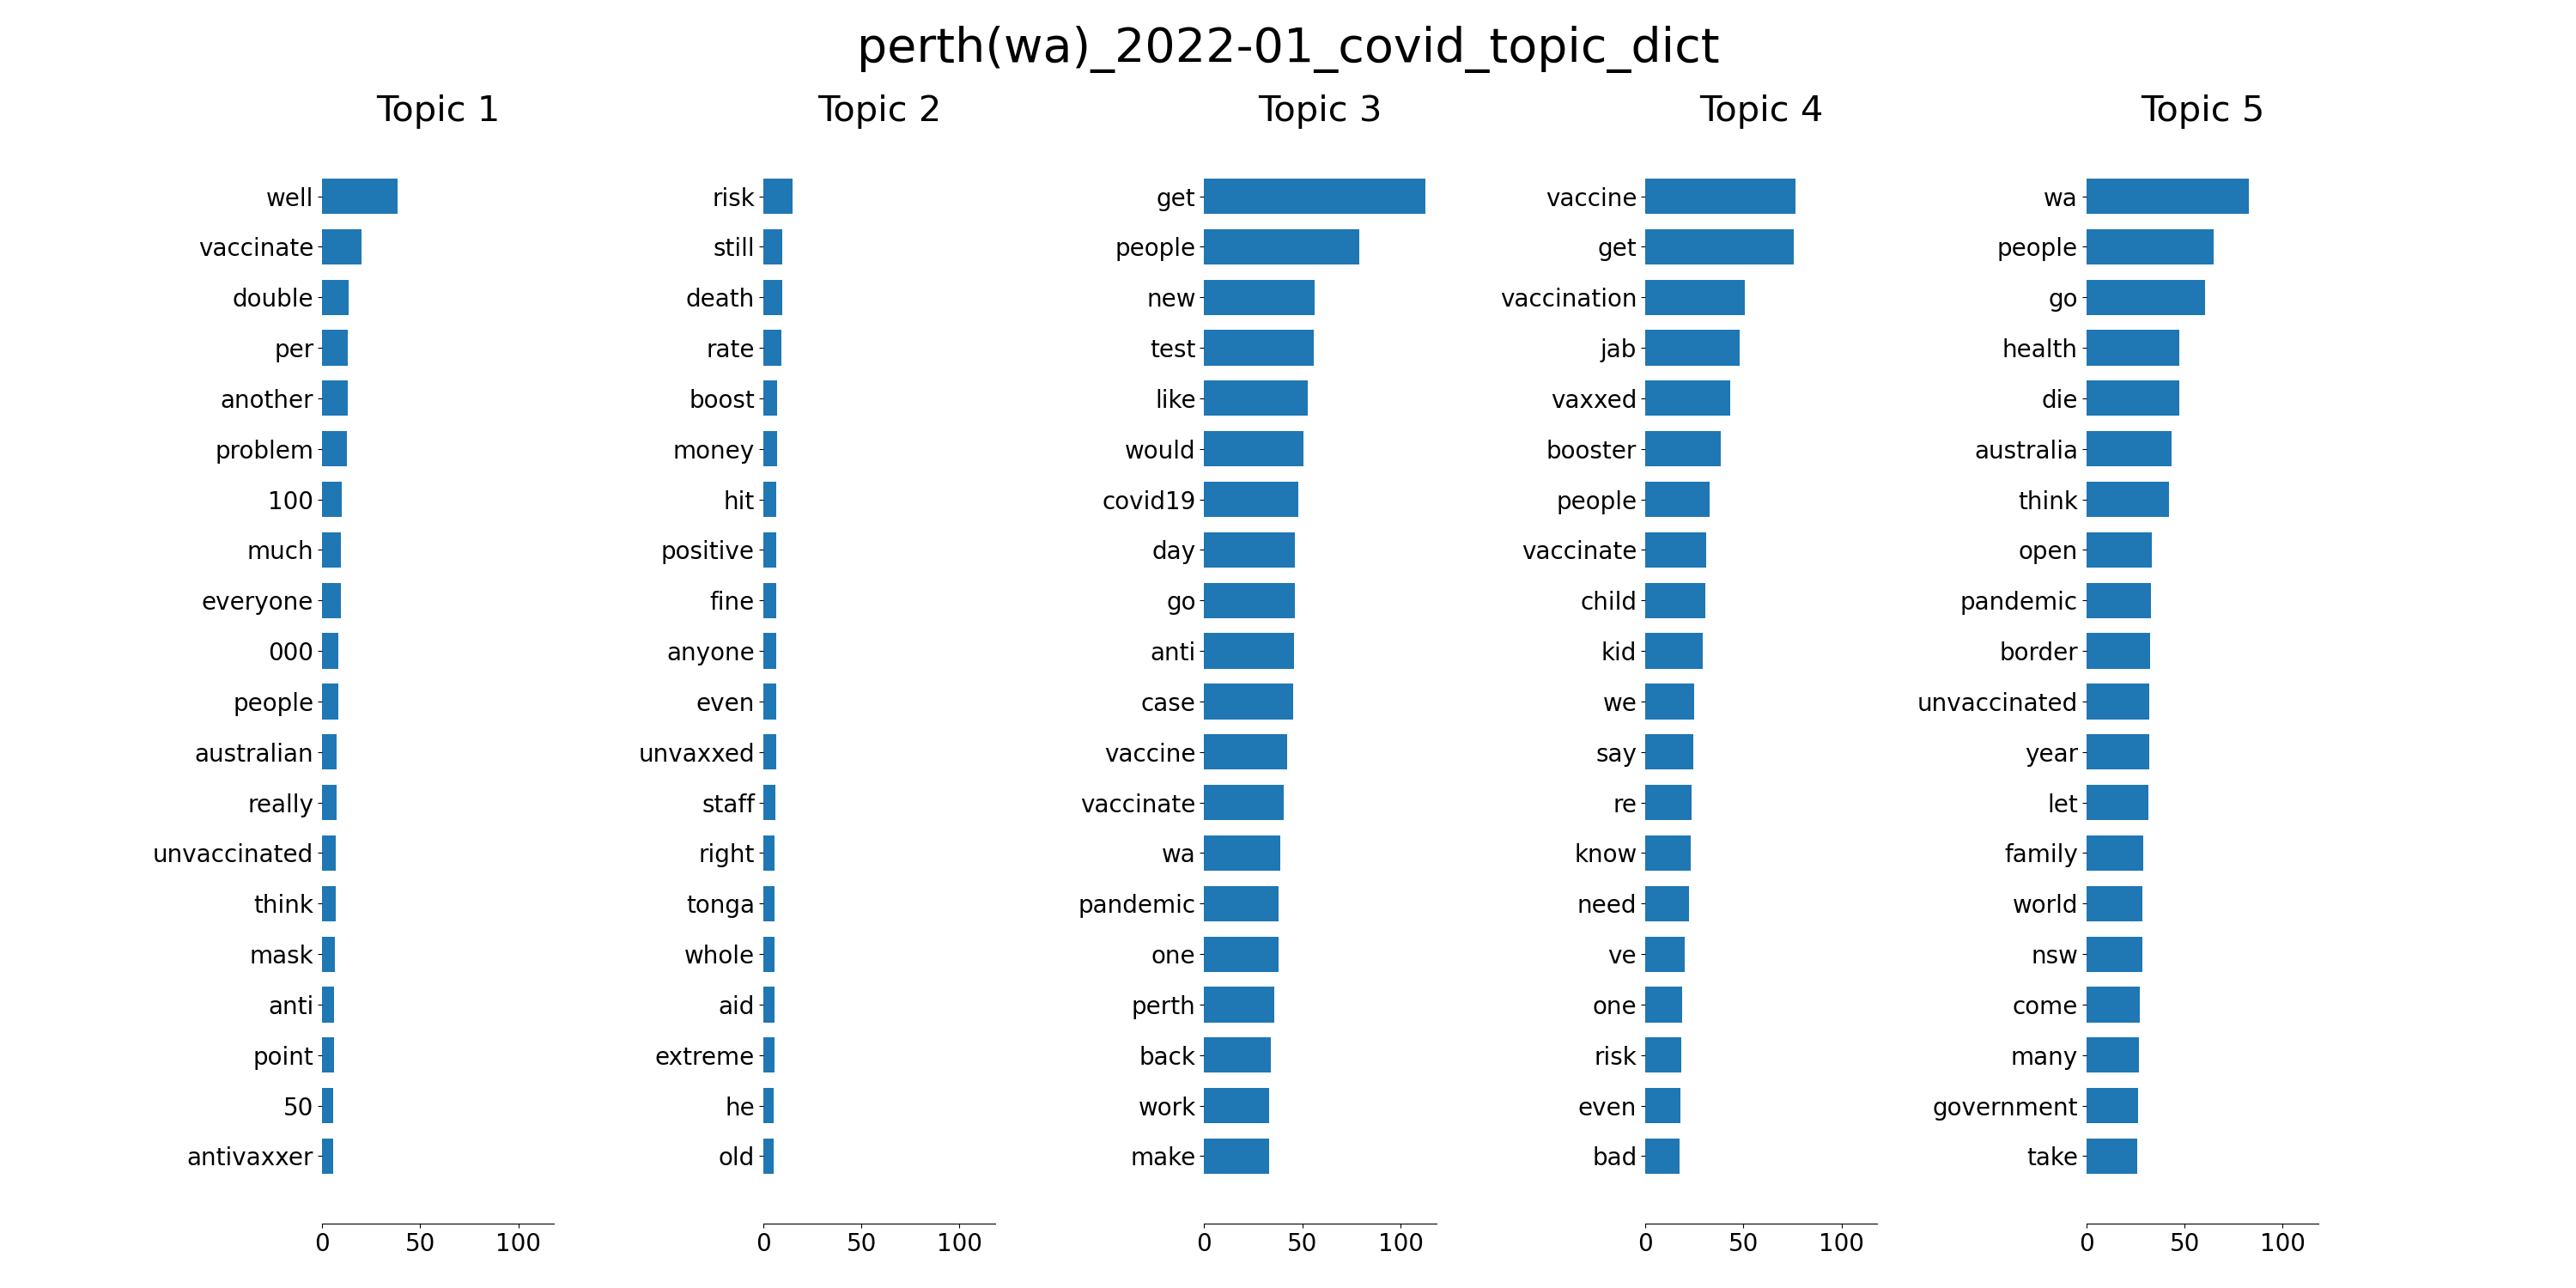 perth(wa)_2022-01_covid_topic_dict
Topic 1
well
vaccinate
double
per
another
problem
100
much
everyone
000
people
australian
really
unvaccinated
think
mask
anti
point
50
antivaxxer
0 50 100
Topic 2
risk
still
death
rate
boost
money
hit
positive
fine
anyone
even
unvaxxed
staff
right
tonga
whole
aid
extreme
he
old
0 50 100
Topic 3
get
people
new
test
like
would
covid19
day
go
anti
case
vaccine
vaccinate
wa
pandemic
one
perth
back
work
make
0 50 100
Topic 4
vaccine
get
vaccination
jab
vaxxed
booster
people
vaccinate
child
kid
we
say
re
know
need
ve
one
risk
even
bad
0 50 100
Topic 5
wa
people
go
health
die
australia
think
open
pandemic
border
unvaccinated
year
let
family
world
nsw
come
many
government
take
0 50 100